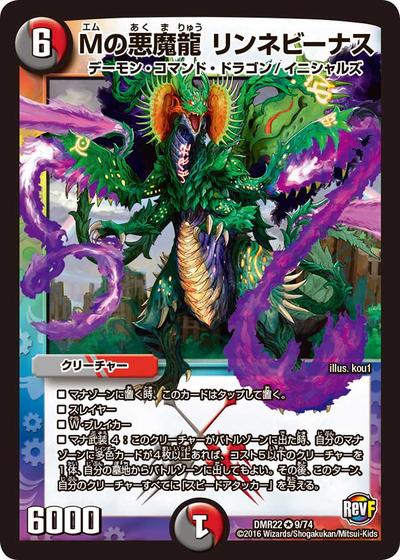 6
エム あくまりゅう
Mの悪魔龍 リンネビーナス
デーモン・コマンド・ドラゴン/イニシャルズ
illus. kou1
クリーチャー
■マナゾーンに置く時、このカードはタップして置く。
■スレイヤー
■W・ブレイカー
■マナ武装 4:このクリーチャーがバトルゾーンに出た時、自分のマナ
ゾーンに多色カードが4枚以上あれば、コスト5以下のクリーチャーを
1体、自分の墓地からバトルゾーンに出してもよい。その後、このターン、
自分のクリーチャーすべてに「スピードアタッカー」を与える。
RevF
6000
1
DMR22 9/74
©2016 Wizards/Shogakukan/Mitsui-Kids